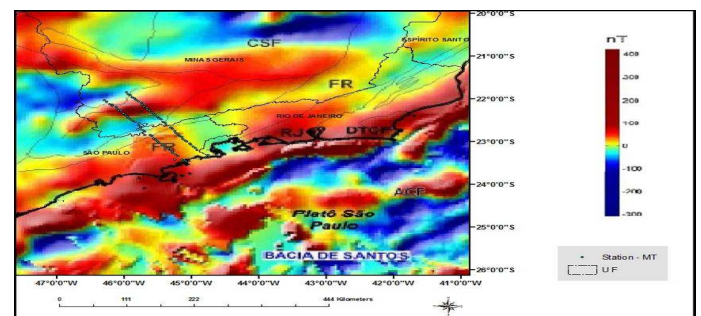 nT
400
300
200
100
0
-100
-200
-300
20°0'0"S
21°0'0"S
22°0'0"S
23°0'0"S
24°0'0"S
25°0'0"S
26°0'0"S
CSF
ESPÍRITO SANTO
MINAS GERAIS
FR
RIO DE JANEIRO
RJ
DTCF
SÃO PAULO
FR
ACF
Platô São
Paulo
BACIA DE SANTOS
47°0'0"W
46°0'0"W
45°0'0"W
44°0'0"W
43°0'0"W
42°0'0"W
41°0'0"W
0 111 222 444 Kilometers
Station - MT
UF